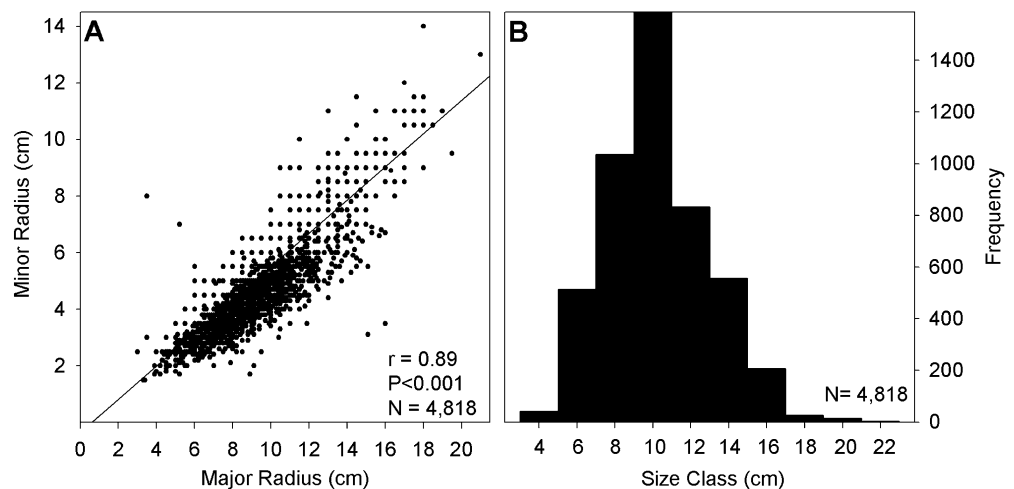 A
14
12
10
8
6
4
2
Minor Radius (cm)
r = 0.89
P<0.001
N = 4,818
0 2 4 6 8 10 12 14 16 18 20
Major Radius (cm)
B
1400
1200
1000
800
600
400
200
0
Frequency
N= 4,818
4 6 8 10 12 14 16 18 20 22
Size Class (cm)